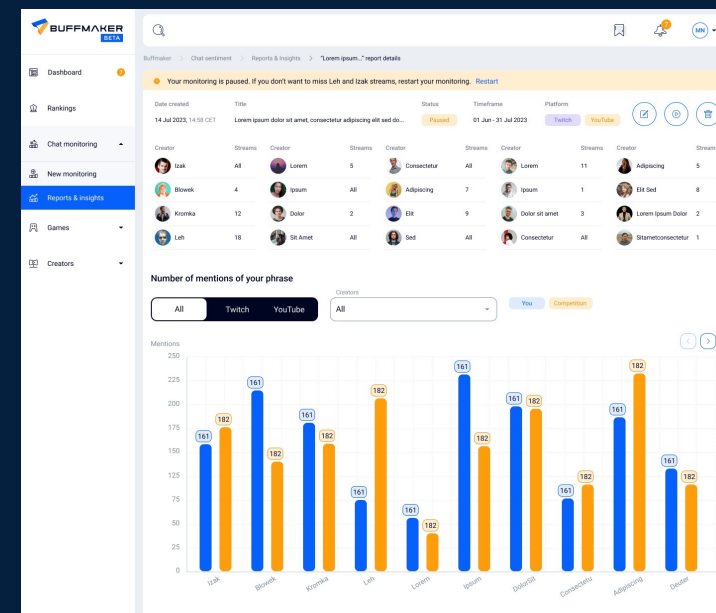 BUFFMAKER
BETA
7
MN
Buffmaker > Chat sentiment > Reports & Insights > "Lorem ipsum..." report details
Dashboard 7
Rankings
Chat monitoring
New monitoring
Reports & insights
Games
Creators
Your monitoring is paused. If you don't want to miss Leh and Izak streams, restart your monitoring. Restart
Date created Title Status Timeframe Platform
14 Jul 2023, 14:58 CET Lorem ipsum dolor sit amet, consectetur adipiscing elit sed do... Paused 01 Jun - 31 Jul 2023 Twitch YouTube
Creator Streams Creator Streams Creator Streams Creator Streams Creator Stream
Izak All Lorem 5 Consectetur All Lorem 11 Adipiscing 5
Blowek 4 Ipsum All Adipiscing 7 Ipsum 1 Elit Sed 8
Kromka 12 Dolor 2 Elit 9 Dolor sit amet 3 Lorem Ipsum Dolor 2
Leh 18 Sit Amet All Sed All Consectetur All Sitametconsectetur 1
Number of mentions of your phrase
All Twitch YouTube
Creators
All
You Competition
Mentions
250
225
200
175
150
125
75
50
25
0
161 182
161 182
161 182
161 182
161 182
161 182
161 182
161 182
161 182
161 182
Izak Blowek Kromka Leh Lorem Ipsum DolorSit Consectetu Adipiscing Deuter